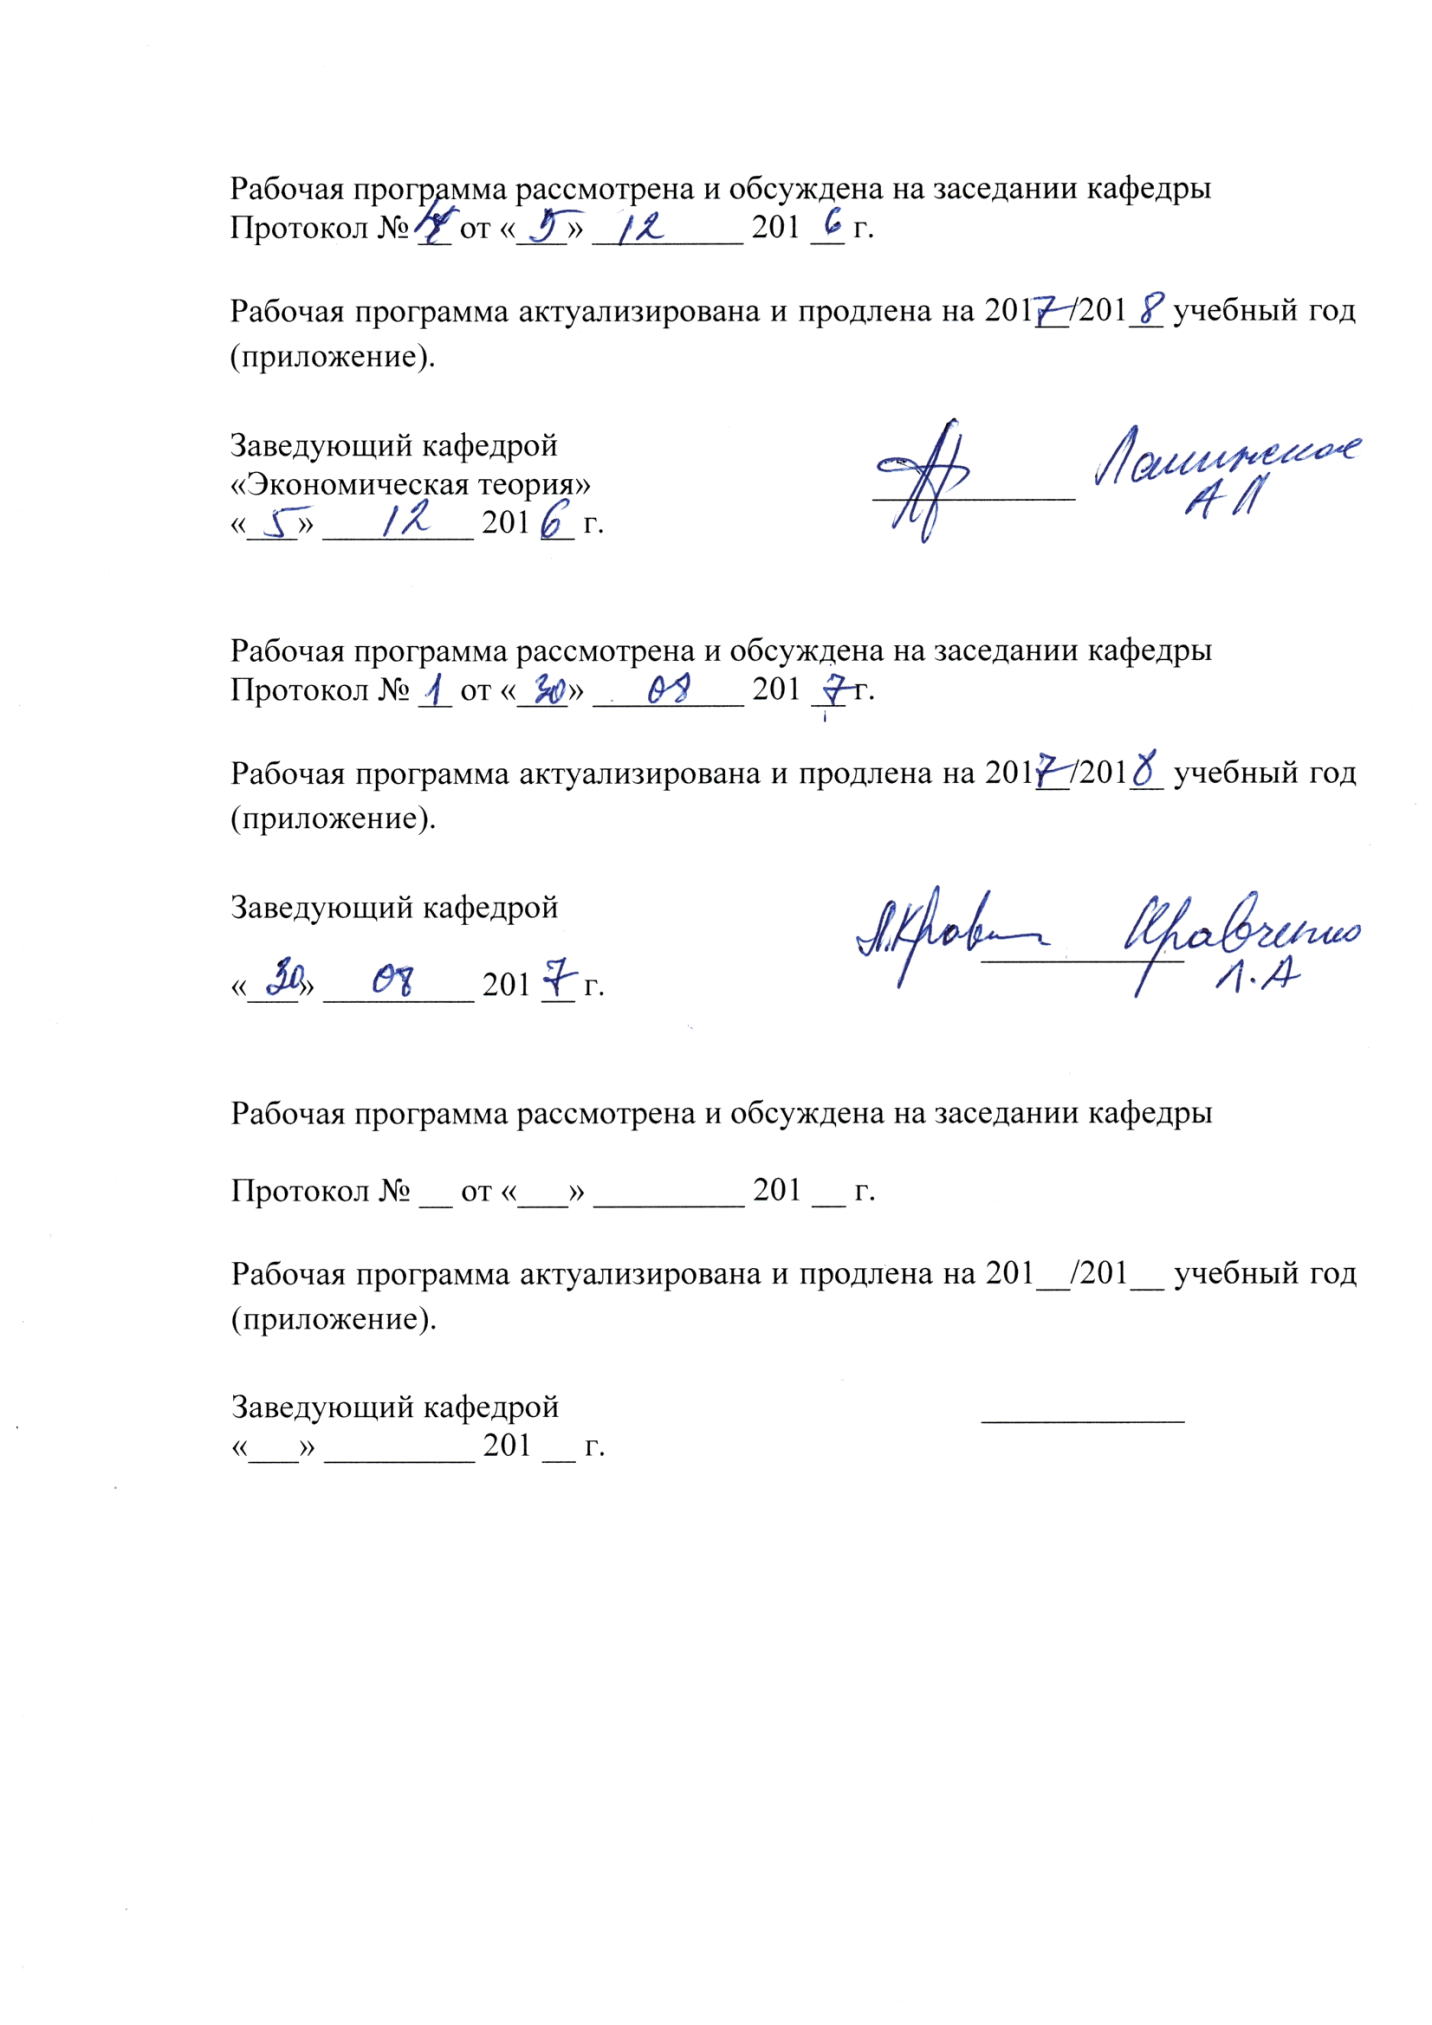 Рабочая программа рассмотрена и обсуждена на заседании кафедры
Протокол № 4 от «5» 12 201 6 г.
Рабочая программа актуализирована и продлена на 2017/2018 учебный год
(приложение).
Заведующий кафедрой
«Экономическая теория»
А П
«5» 12 201 6 г.
Рабочая программа рассмотрена и обсуждена на заседании кафедры
Протокол № 1 от «30» 08 201 7 г.
Рабочая программа актуализирована и продлена на 2017/2018 учебный год
(приложение).
Заведующий кафедрой Кравченко
Л.А
«30» 08 201 7 г.
Рабочая программа рассмотрена и обсуждена на заседании кафедры
Протокол № __ от «___» _________ 201 __ г.
Рабочая программа актуализирована и продлена на 201__/201__ учебный год
(приложение).
Заведующий кафедрой ____________
«___» _________ 201 __ г.